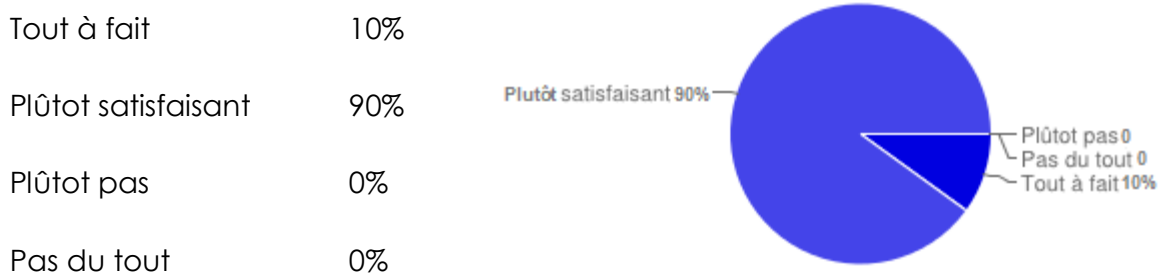 Tout à fait 10%
Plûtot satisfaisant 90%
Plûtot pas 0%
Pas du tout 0%
Plutôt satisfaisant 90%
Plûtot pas 0
Pas du tout 0
Tout à fait 10%